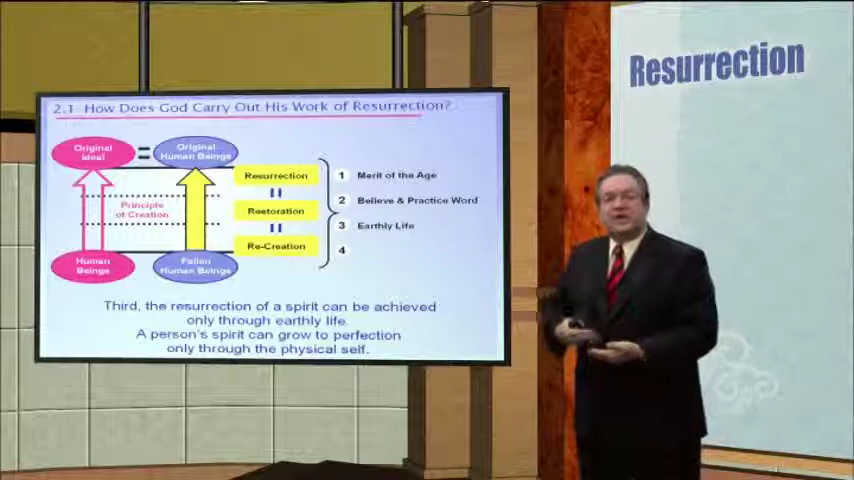 Resurrection
2.1 How Does God Carry Out His Work of Resurrection?
Original
Ideal
=
Original
Human Beings
Principle
of Creation
Human
Beings
Fallen
Human Beings
Resurrection
=
Restoration
=
Re-Creation
1 Merit of the Age
2 Believe & Practice Word
3 Earthly Life
4
Third, the resurrection of a spirit can be achieved
only through earthly life.
A person's spirit can grow to perfection
only through the physical self.